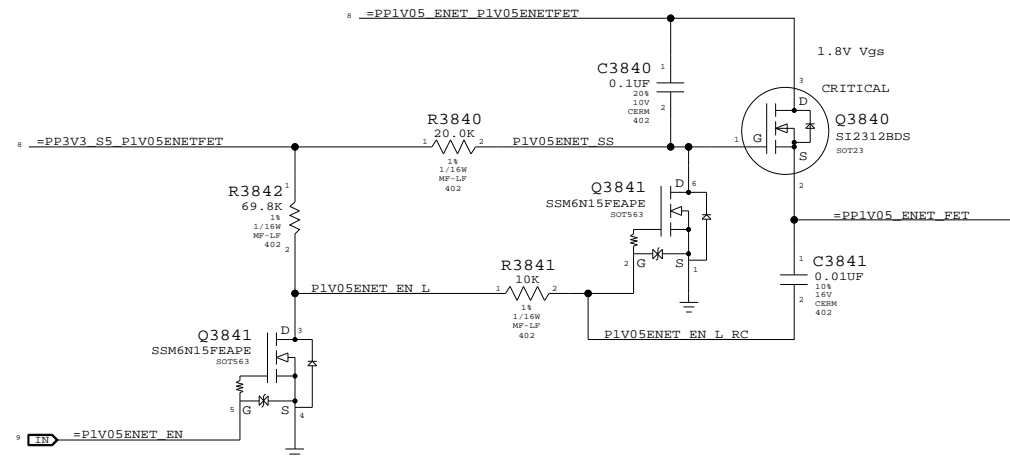 8 =PP1V05_ENET_P1V05ENETFET
1.8V Vgs
C3840
0.1UF
20%
10V
CERM
402
1
2
3
CRITICAL
D
Q3840
SI2312BDS
SOT23
G
S
1
2
8 =PP3V3_S5_P1V05ENETFET
R3840
20.0K
1 2
1%
1/16W
MF-LF
402
P1V05ENET_SS
R3842
69.8K
1%
1/16W
MF-LF
402
1
2
Q3841
SSM6N15FEAPE
SOT563
D 6
2 G S
1
=PP1V05_ENET_FET
C3841
0.01UF
10%
16V
CERM
402
1
2
P1V05ENET_EN_L
R3841
10K
1 2
1%
1/16W
MF-LF
402
P1V05ENET_EN_L_RC
Q3841
SSM6N15FEAPE
SOT563
D 3
5 G S
4
9 IN =P1V05ENET_EN